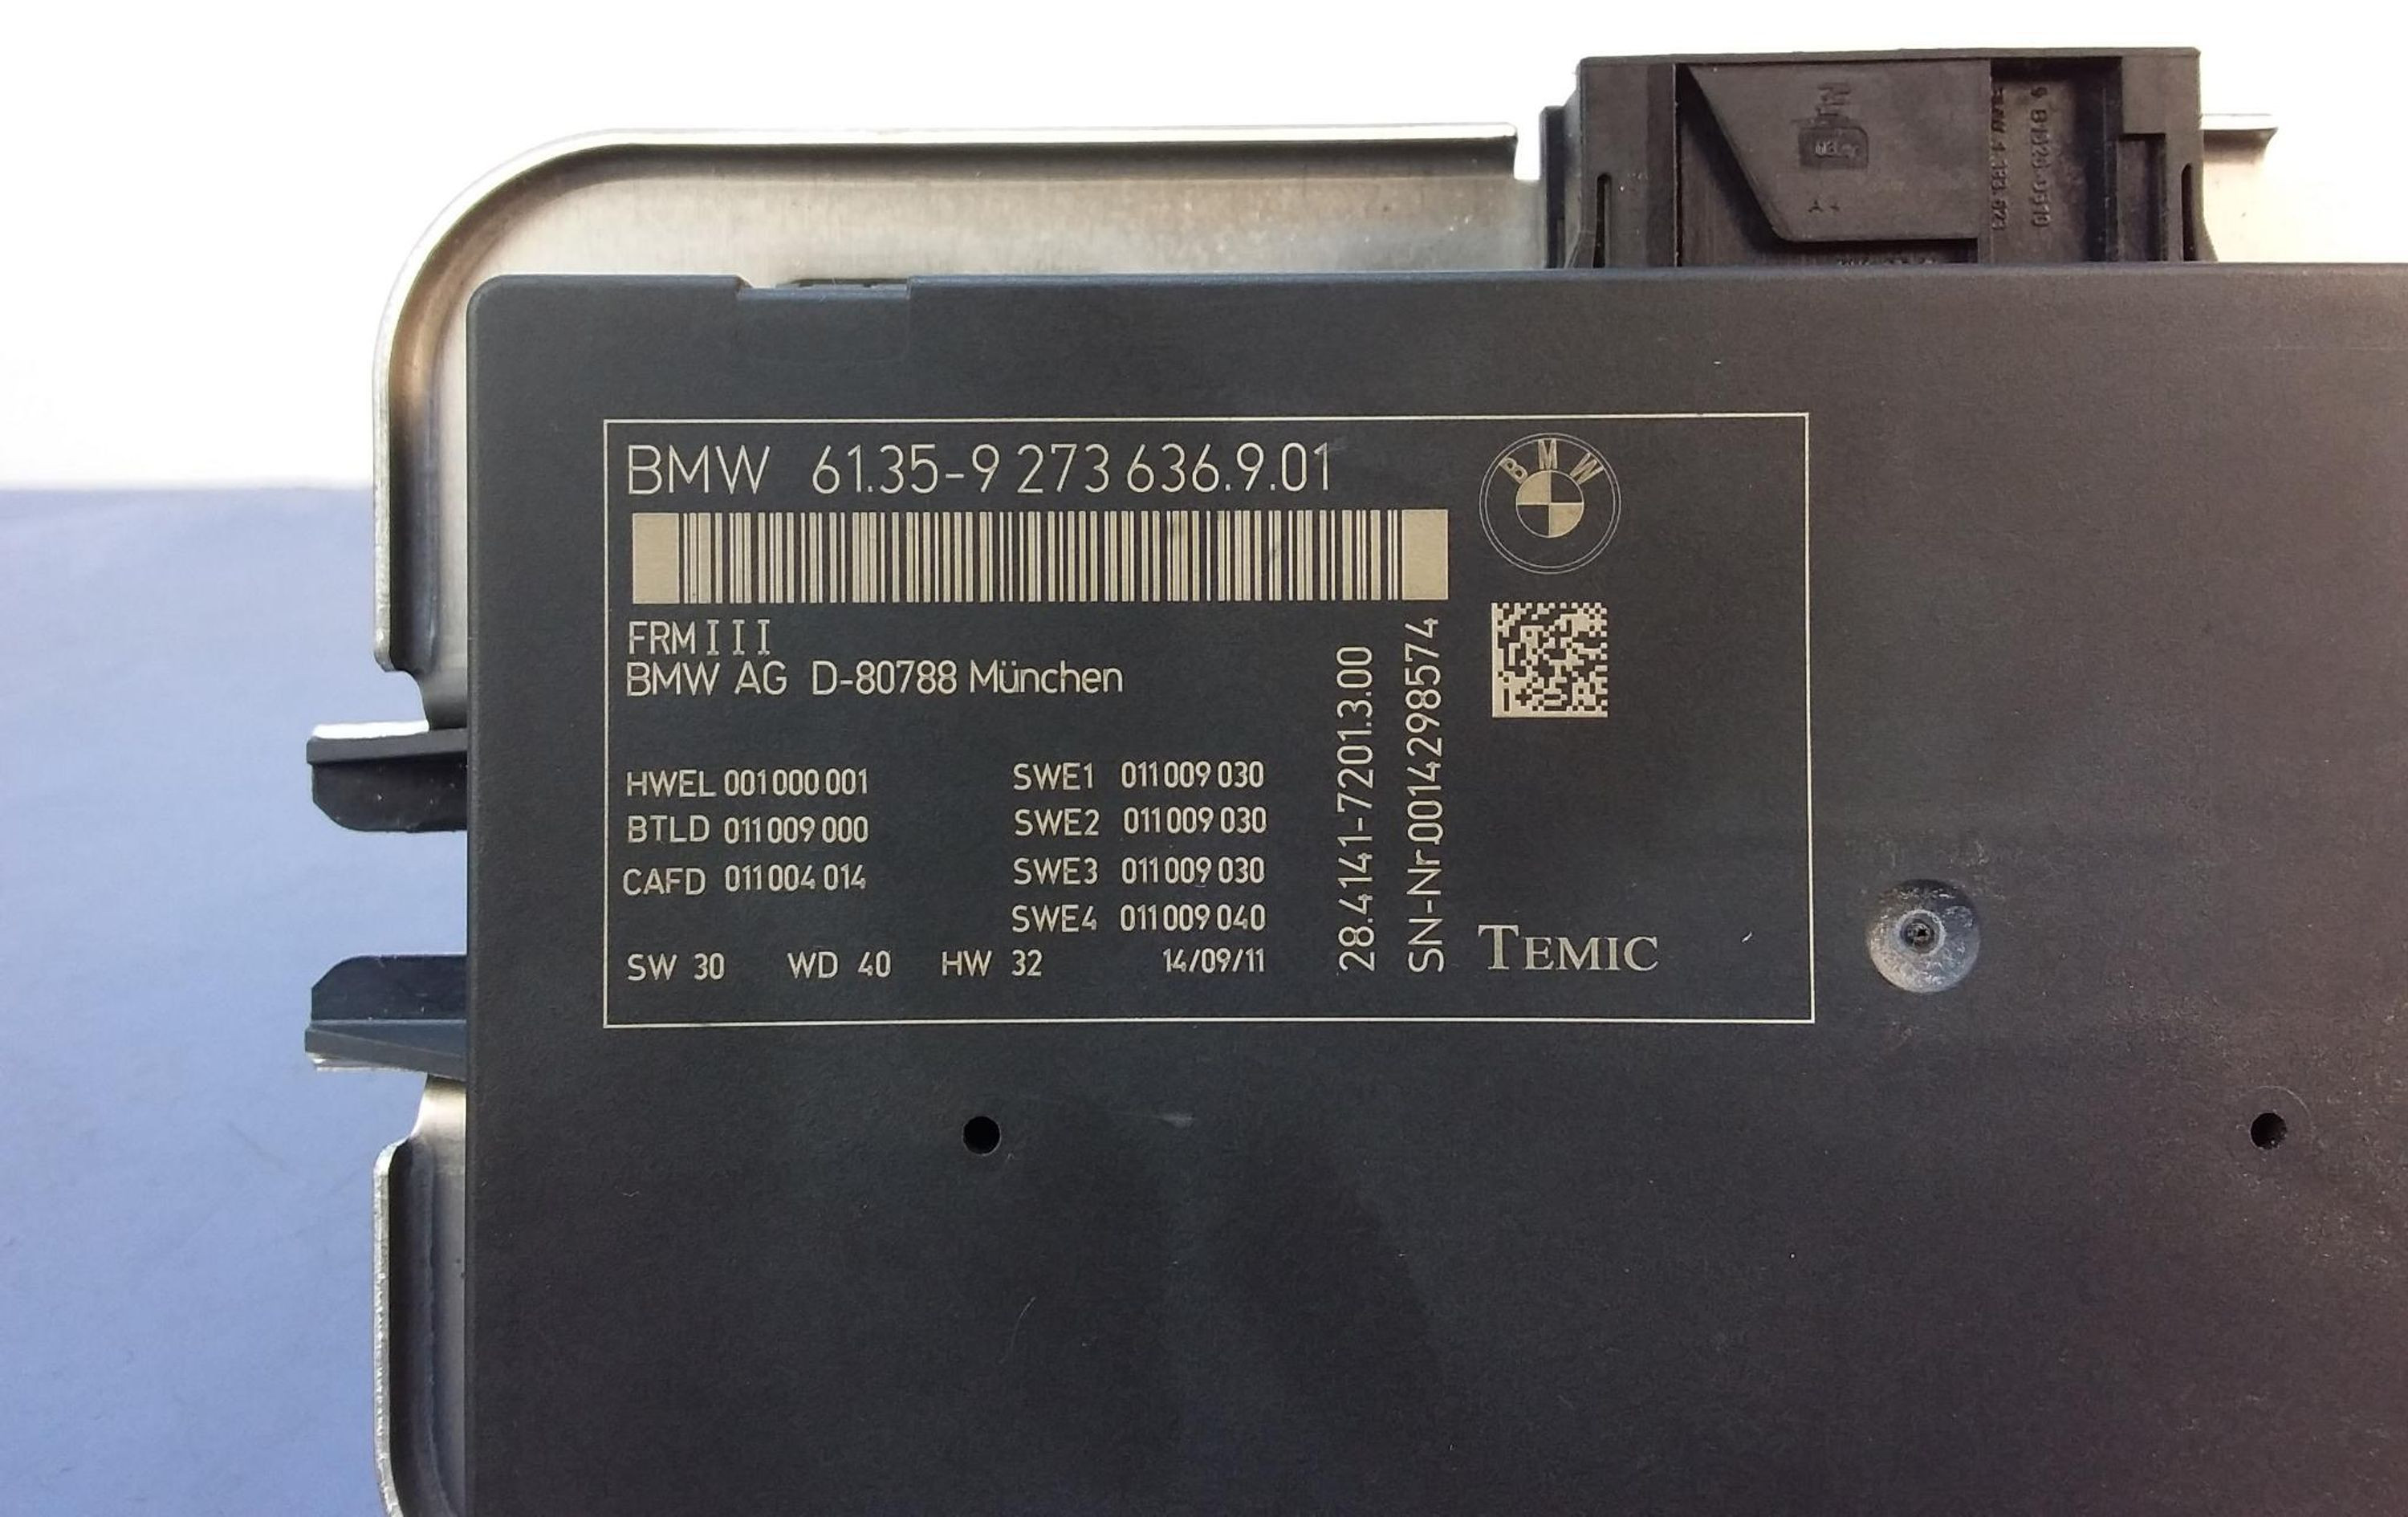 BMW 61.35-9 273 636.9.01
BMW
FRM III
BMW AG D-80788 München
HWEL 001 000 001
BTLD 011 009 000
CAFD 011 004 014
SWE1 011 009 030
SWE2 011 009 030
SWE3 011 009 030
SWE4 011 009 040
SW 30 WD 40 HW 32 14/09/11
28.4141-7201.3.00
SN-Nr.0014298574
TEMIC